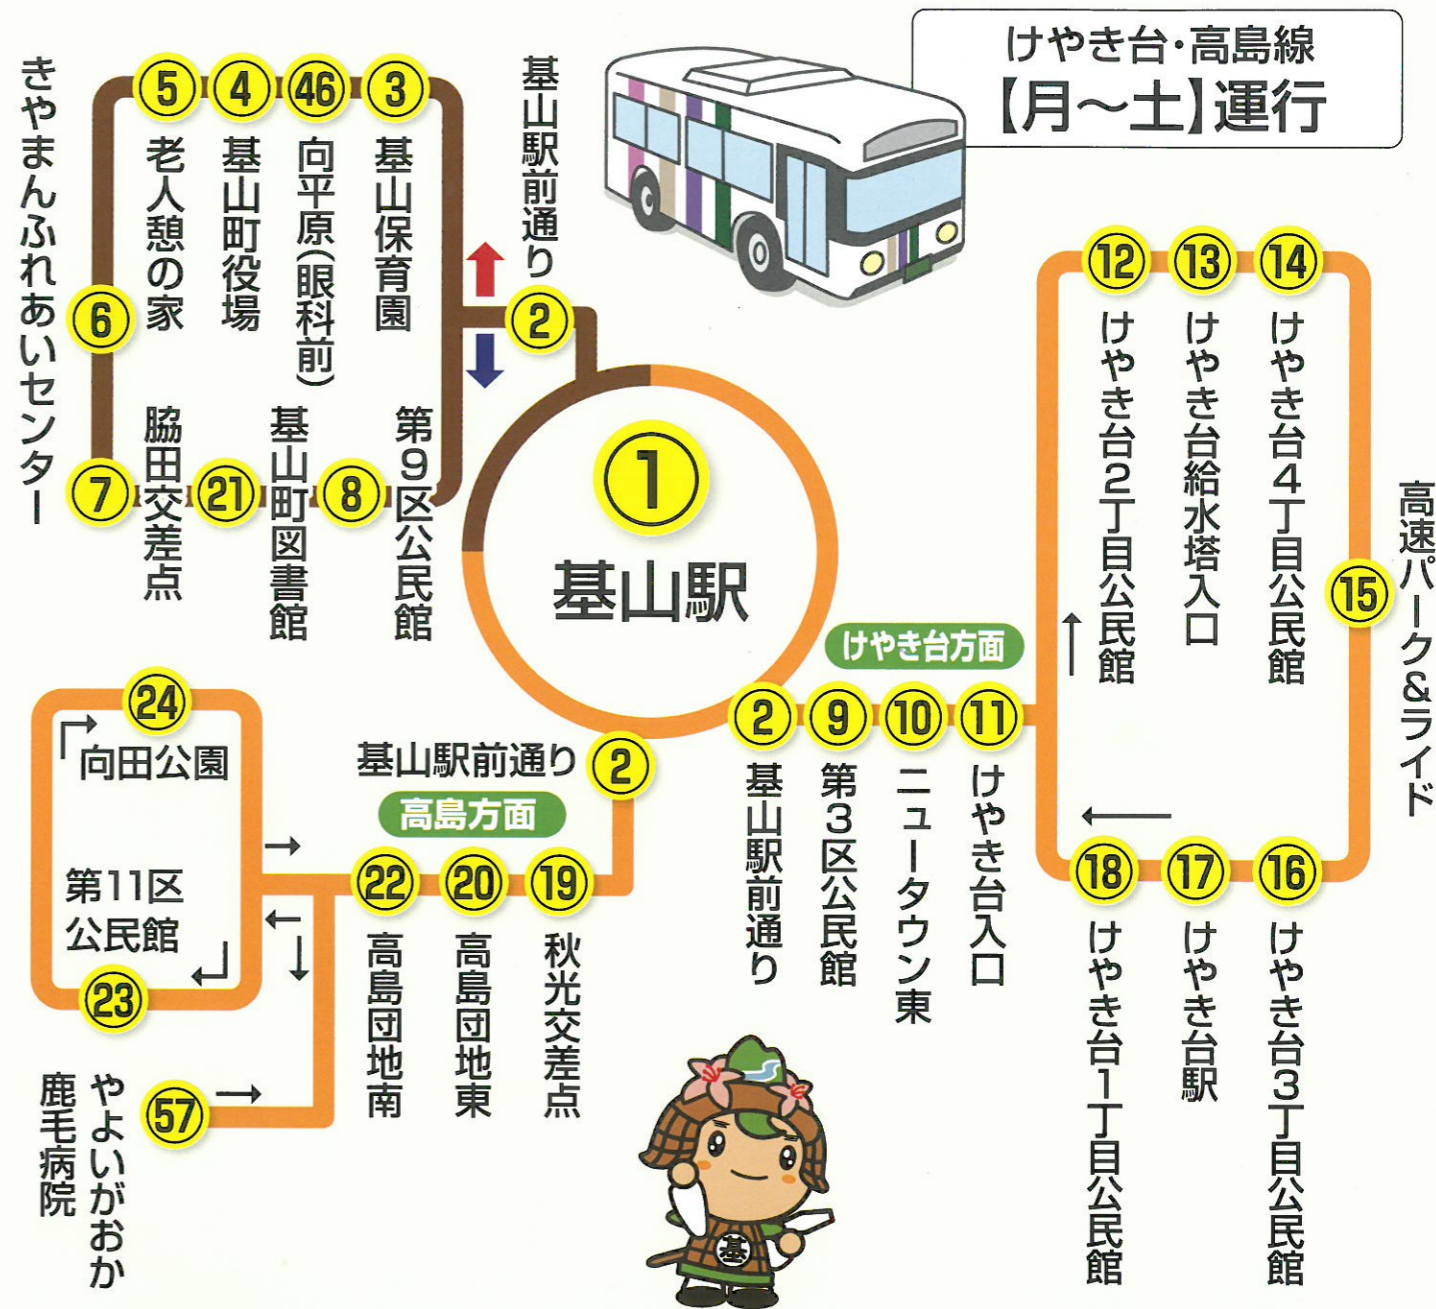 けやき台・高島線
【月～土】運行
きやまんふれあいセンター
⑤
老人憩の家
④
基山町役場
㊻
向平原(眼科前)
③
基山保育園
基山駅前通り
②
⑥
⑦
脇田交差点
㉑
基山町図書館
⑧
第9区公民館
①
基山駅
けやき台方面
②
基山駅前通り
⑨
第3区公民館
⑩
ニュータウン東
⑪
けやき台入口
⑫
けやき台2丁目公民館
⑬
けやき台給水塔入口
⑭
けやき台4丁目公民館
⑮
高速パーク&ライド
⑯
けやき台3丁目公民館
⑰
けやき台駅
⑱
けやき台1丁目公民館
基山駅前通り
②
高島方面
⑲
秋光交差点
⑳
高島団地東
㉒
高島団地南
㉔
向田公園
第11区
公民館
㉓
57
やよいがおか
鹿毛病院
基